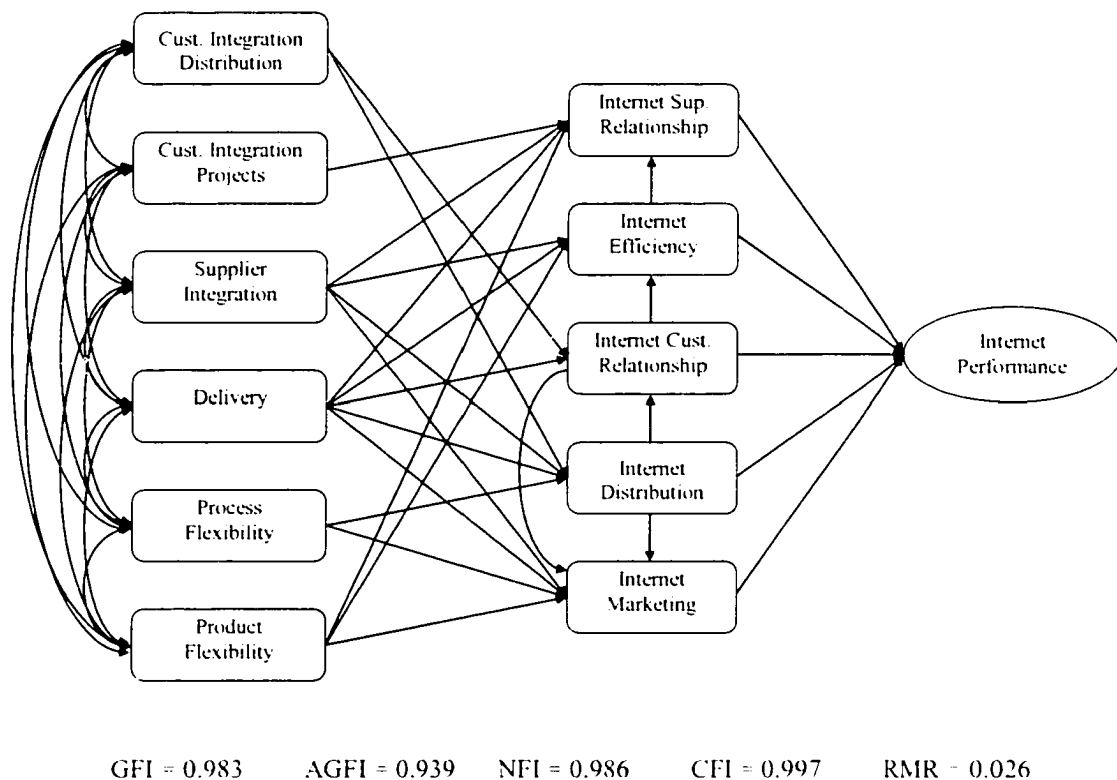 Cust. Integration
Distribution
Cust. Integration
Projects
Supplier
Integration
Delivery
Process
Flexibility
Product
Flexibility
Internet Sup.
Relationship
Internet
Efficiency
Internet Cust.
Relationship
Internet
Distribution
Internet
Marketing
Internet
Performance
GFI = 0.983 AGFI = 0.939 NFI = 0.986 CFI = 0.997 RMR = 0.026